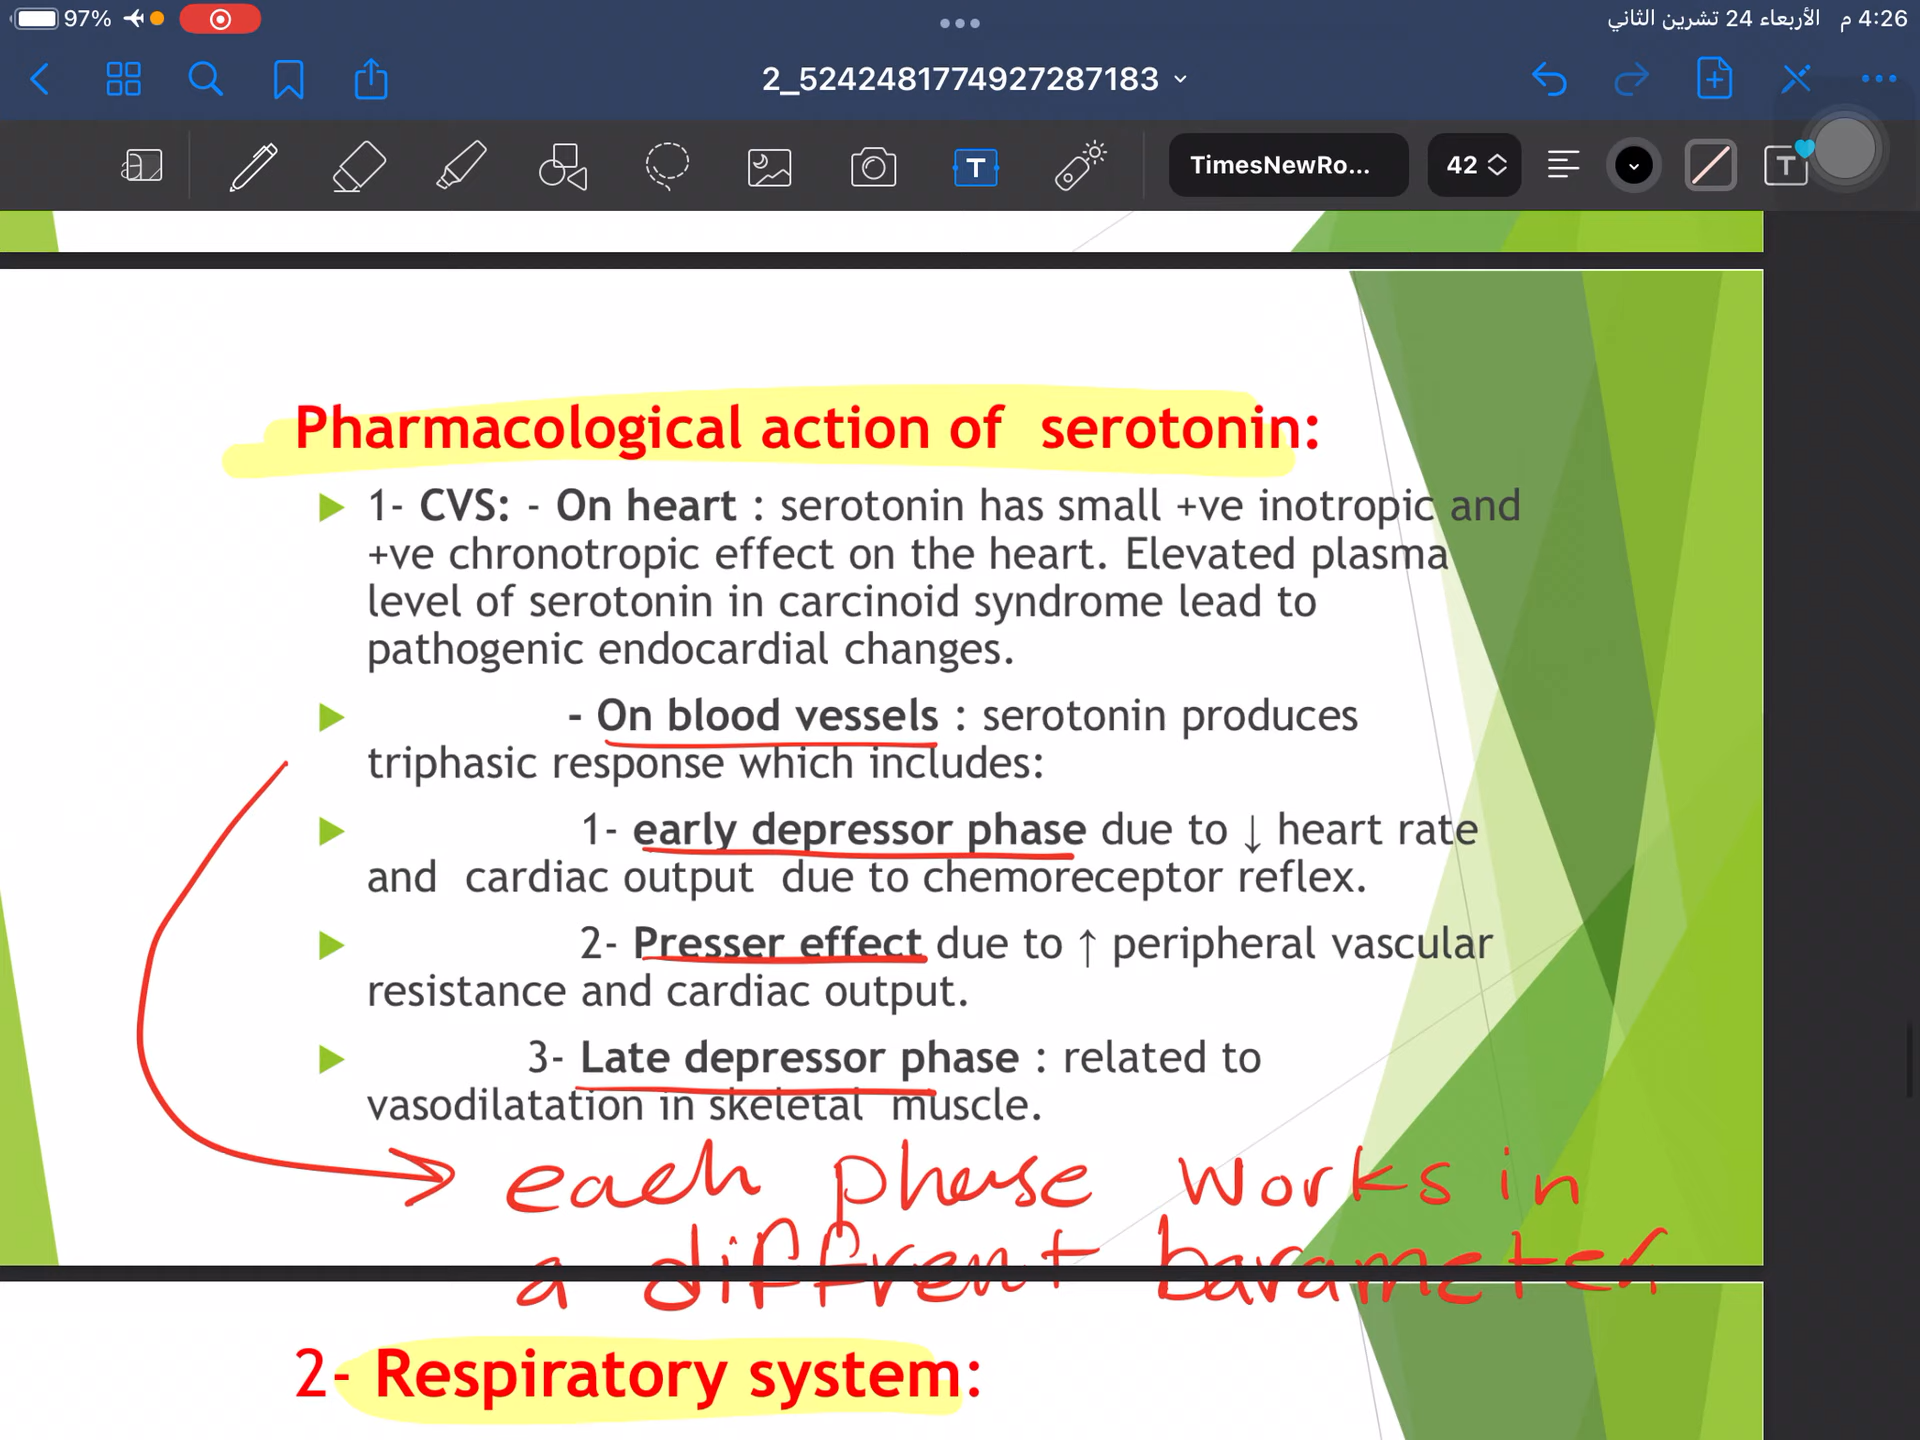 97%
4:26 م الأربعاء 24 تشرين الثاني
2_5242481774927287183
TimesNewRo...
42
Pharmacological action of serotonin:
1- CVS: - On heart : serotonin has small +ve inotropic and
+ve chronotropic effect on the heart. Elevated plasma
level of serotonin in carcinoid syndrome lead to
pathogenic endocardial changes.
- On blood vessels : serotonin produces
triphasic response which includes:
1- early depressor phase due to ↓ heart rate
and cardiac output due to chemoreceptor reflex.
2- Presser effect due to ↑ peripheral vascular
resistance and cardiac output.
3- Late depressor phase : related to
vasodilatation in skeletal muscle.
each phase works in
a diffrent barameter
2- Respiratory system: